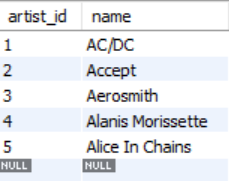 artist_id name
1 AC/DC
2 Accept
3 Aerosmith
4 Alanis Morissette
5 Alice In Chains
NULL NULL